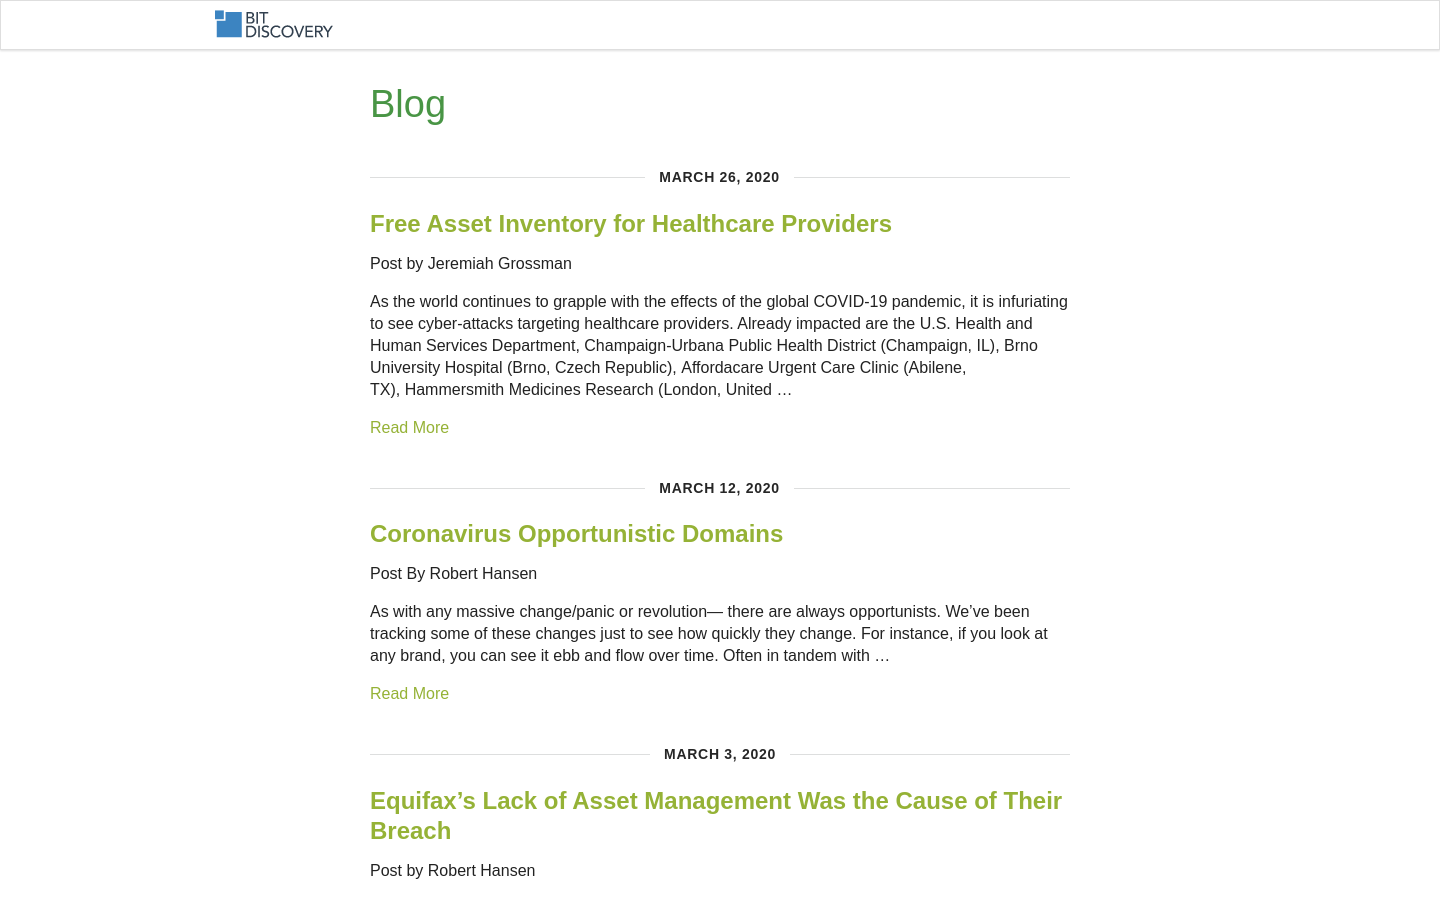 BIT
DISCOVERY
Blog
MARCH 26, 2020
Free Asset Inventory for Healthcare Providers
Post by Jeremiah Grossman
As the world continues to grapple with the effects of the global COVID-19 pandemic, it is infuriating
to see cyber-attacks targeting healthcare providers. Already impacted are the U.S. Health and
Human Services Department, Champaign-Urbana Public Health District (Champaign, IL), Brno
University Hospital (Brno, Czech Republic), Affordacare Urgent Care Clinic (Abilene,
TX), Hammersmith Medicines Research (London, United …
Read More
MARCH 12, 2020
Coronavirus Opportunistic Domains
Post By Robert Hansen
As with any massive change/panic or revolution— there are always opportunists. We’ve been
tracking some of these changes just to see how quickly they change. For instance, if you look at
any brand, you can see it ebb and flow over time. Often in tandem with …
Read More
MARCH 3, 2020
Equifax’s Lack of Asset Management Was the Cause of Their
Breach
Post by Robert Hansen